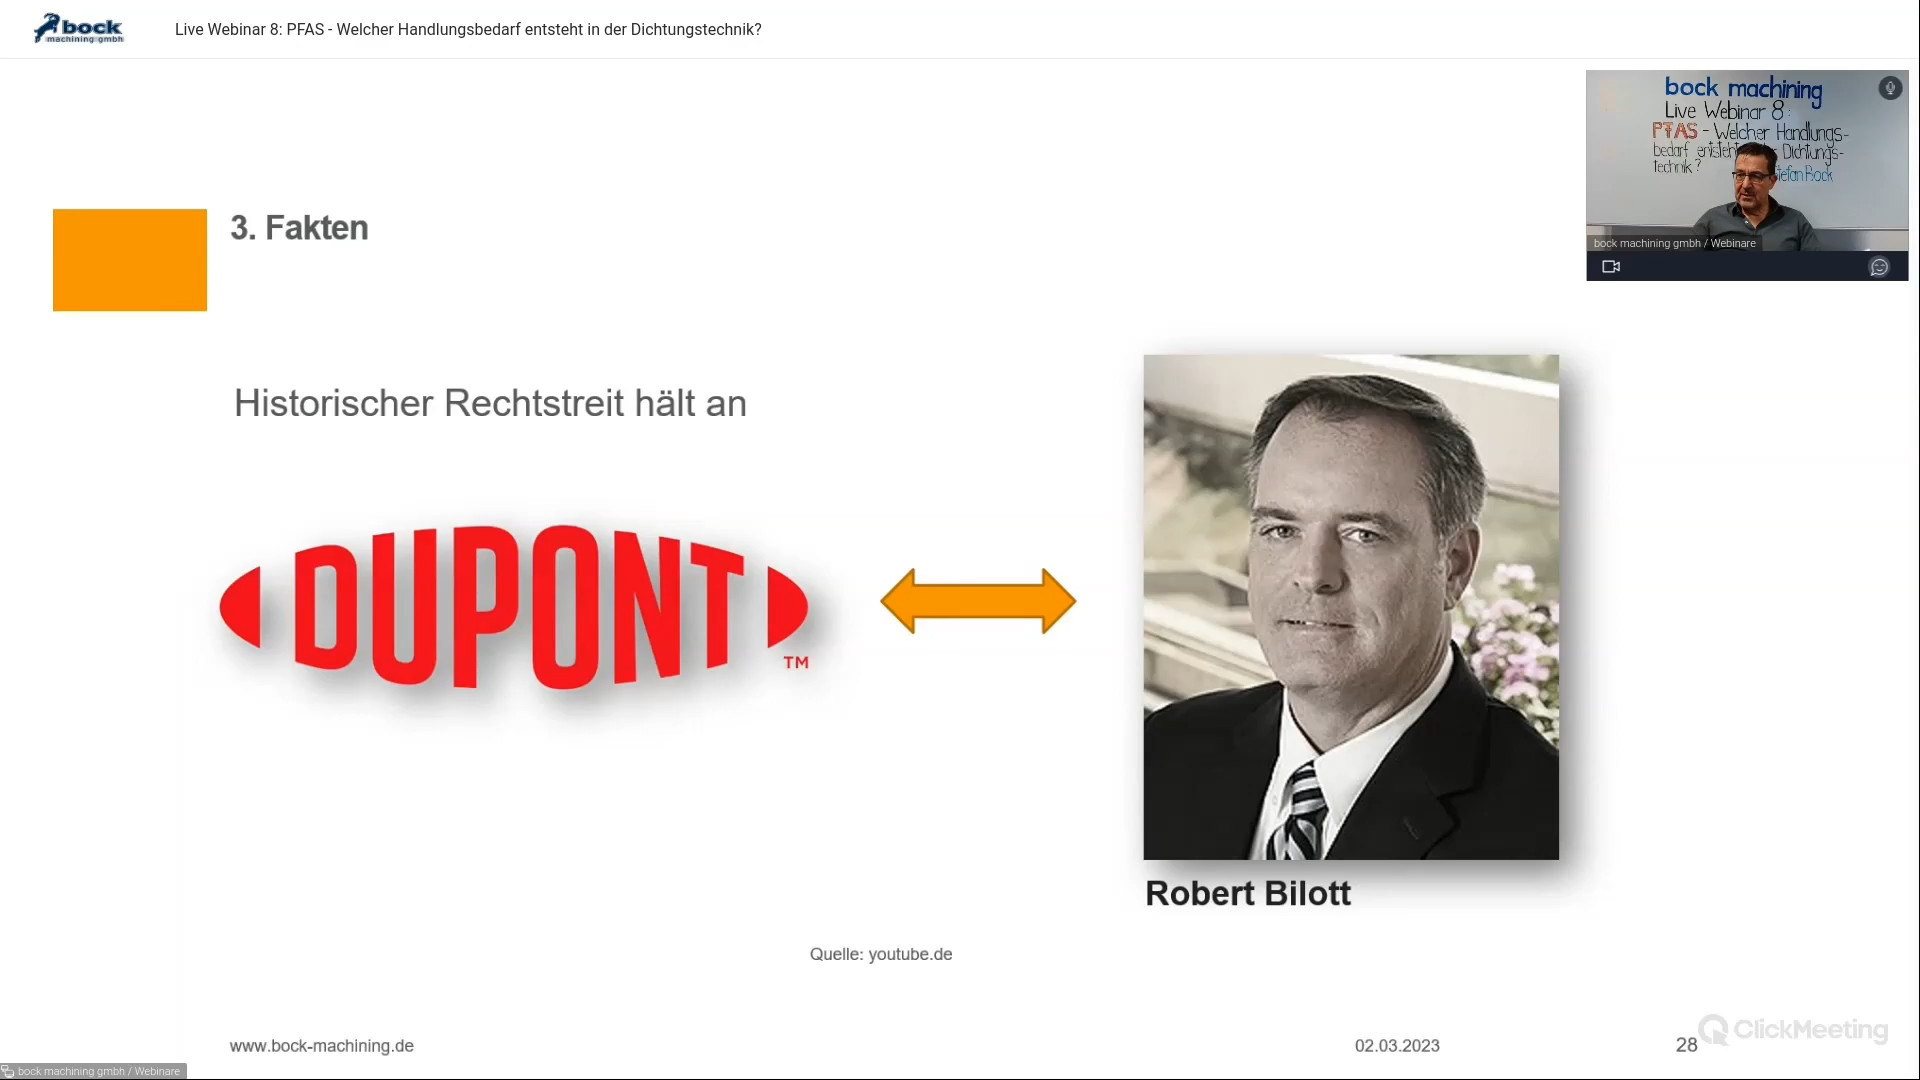 bock
machining gmbh
Live Webinar 8: PFAS - Welcher Handlungsbedarf entsteht in der Dichtungstechnik?
bock machining
Live Webinar 8:
PFAS - Welcher Handlungs-
bedarf entsteht Dichtungs-
technik? Stefan Bock
bock machining gmbh / Webinare
3. Fakten
Historischer Rechtstreit hält an
DUPONT
TM
Robert Bilott
Quelle: youtube.de
www.bock-machining.de
02.03.2023
28
ClickMeeting
bock machining gmbh / Webinare